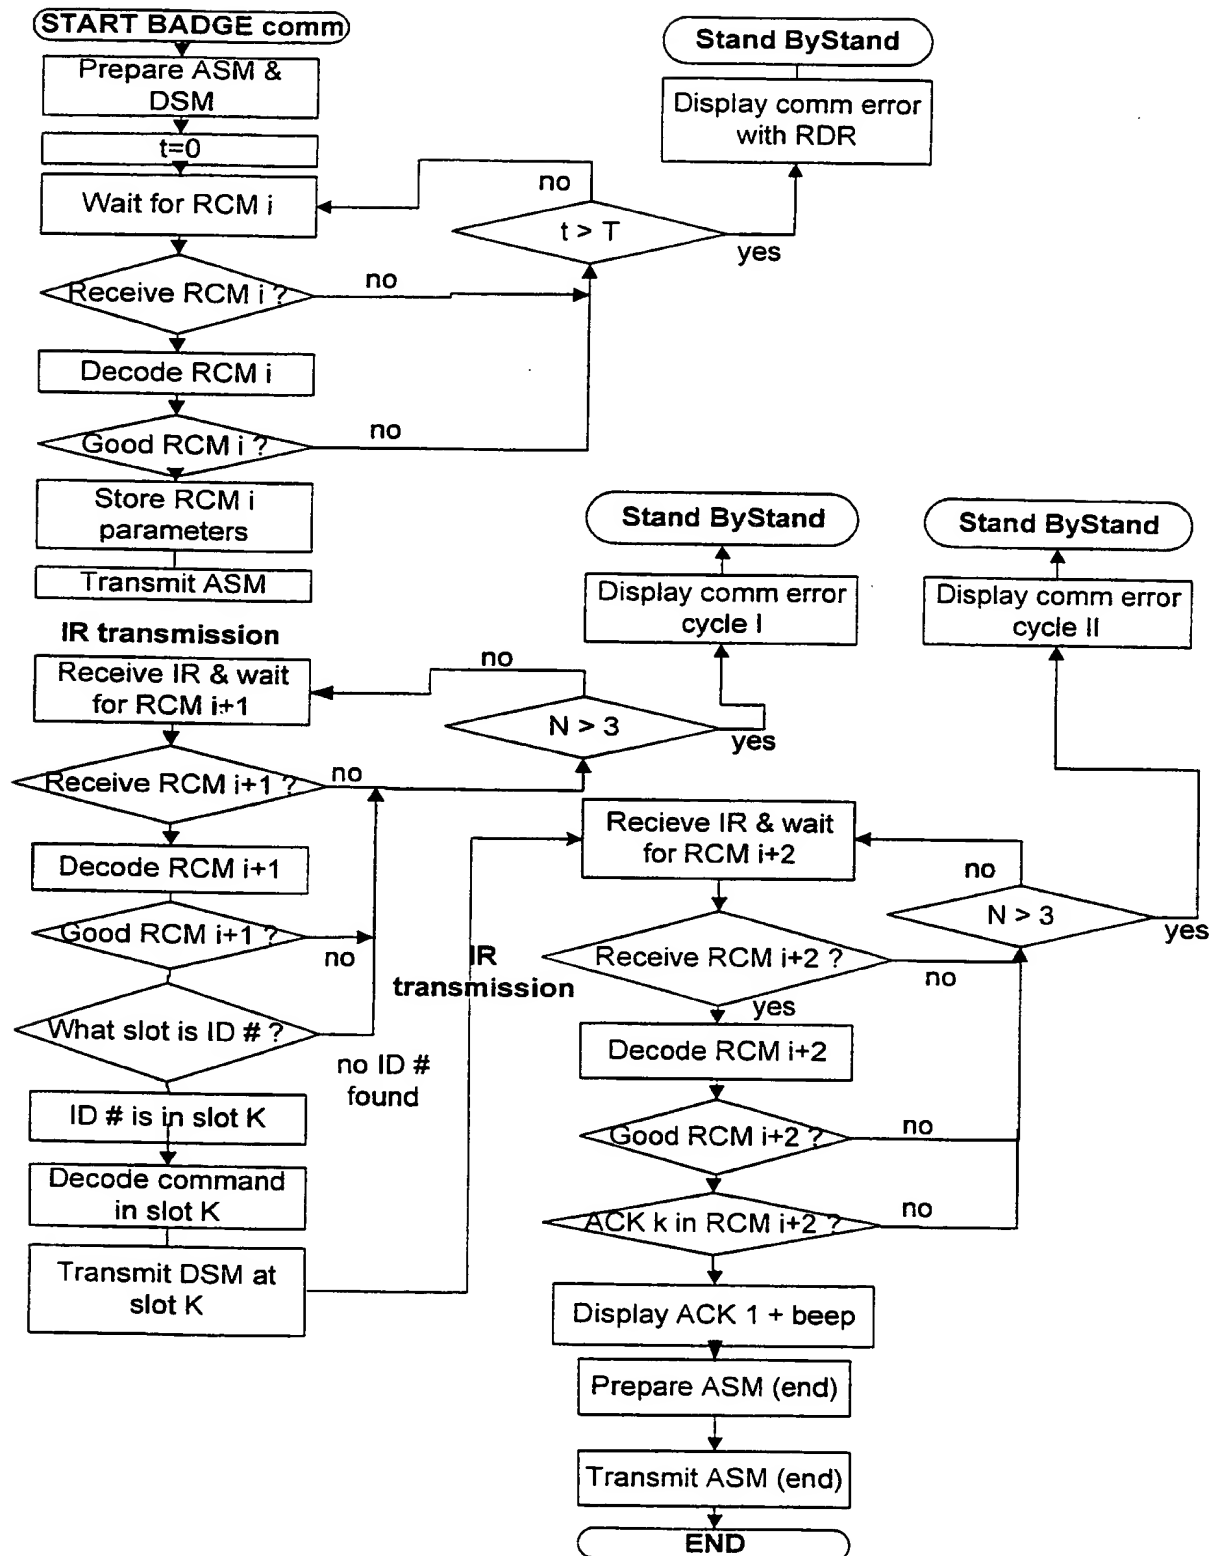 START BADGE comm
Prepare ASM &
DSM
t=0
Wait for RCM i
Receive RCM i ?
no
Decode RCM i
Good RCM i ?
no
Store RCM i
parameters
Transmit ASM
Stand ByStand
Display comm error
with RDR
no
t > T
yes
IR transmission
Receive IR & wait
for RCM i+1
Receive RCM i+1 ?
no
Decode RCM i+1
Good RCM i+1 ?
no
What slot is ID # ?
no ID #
found
ID # is in slot K
Decode command
in slot K
Transmit DSM at
slot K
Stand ByStand
Display comm error
cycle I
no
N > 3
yes
Stand ByStand
Display comm error
cycle II
IR
transmission
Recieve IR & wait
for RCM i+2
no
N > 3
yes
Receive RCM i+2 ?
no
yes
Decode RCM i+2
Good RCM i+2 ?
no
ACK k in RCM i+2 ?
no
Display ACK 1 + beep
Prepare ASM (end)
Transmit ASM (end)
END